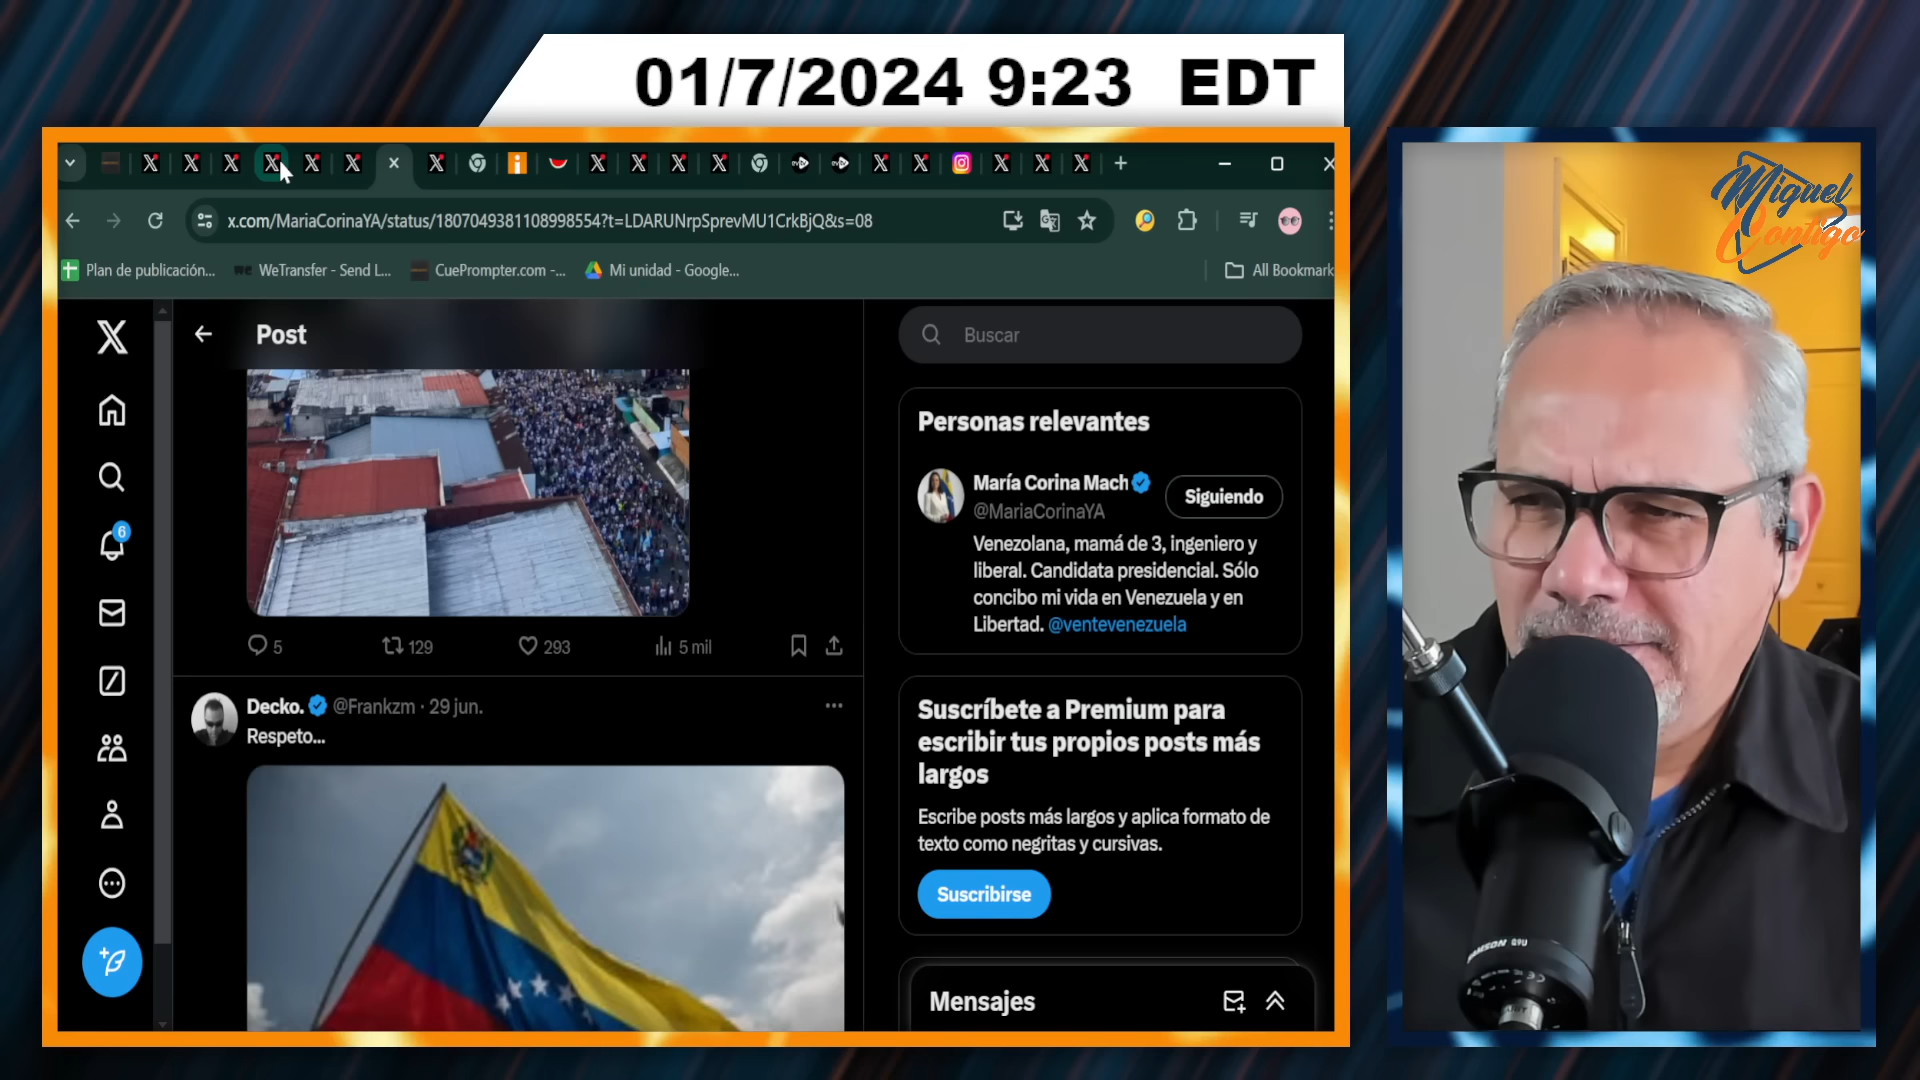 01/7/2024 9:23 EDT
Miguel
Contigo
x.com/MariaCorinaYA/status/1807049381108998554?t=LDARUNrpSprevMU1CrkBjQ&s=08
Plan de publicación...
WeTransfer - Send L...
CuePrompter.com -...
Mi unidad - Google...
All Bookmark
Post
Buscar
Personas relevantes
María Corina Mach
@MariaCorinaYA
Siguiendo
Venezolana, mamá de 3, ingeniero y
liberal. Candidata presidencial. Sólo
concibo mi vida en Venezuela y en
Libertad. @ventevenezuela
5 129 293 5 mil
6
Decko. @Frankzm · 29 jun.
Respeto...
Suscríbete a Premium para
escribir tus propios posts más
largos
Escribe posts más largos y aplica formato de
texto como negritas y cursivas.
Suscribirse
Mensajes
SAMSON Q9U